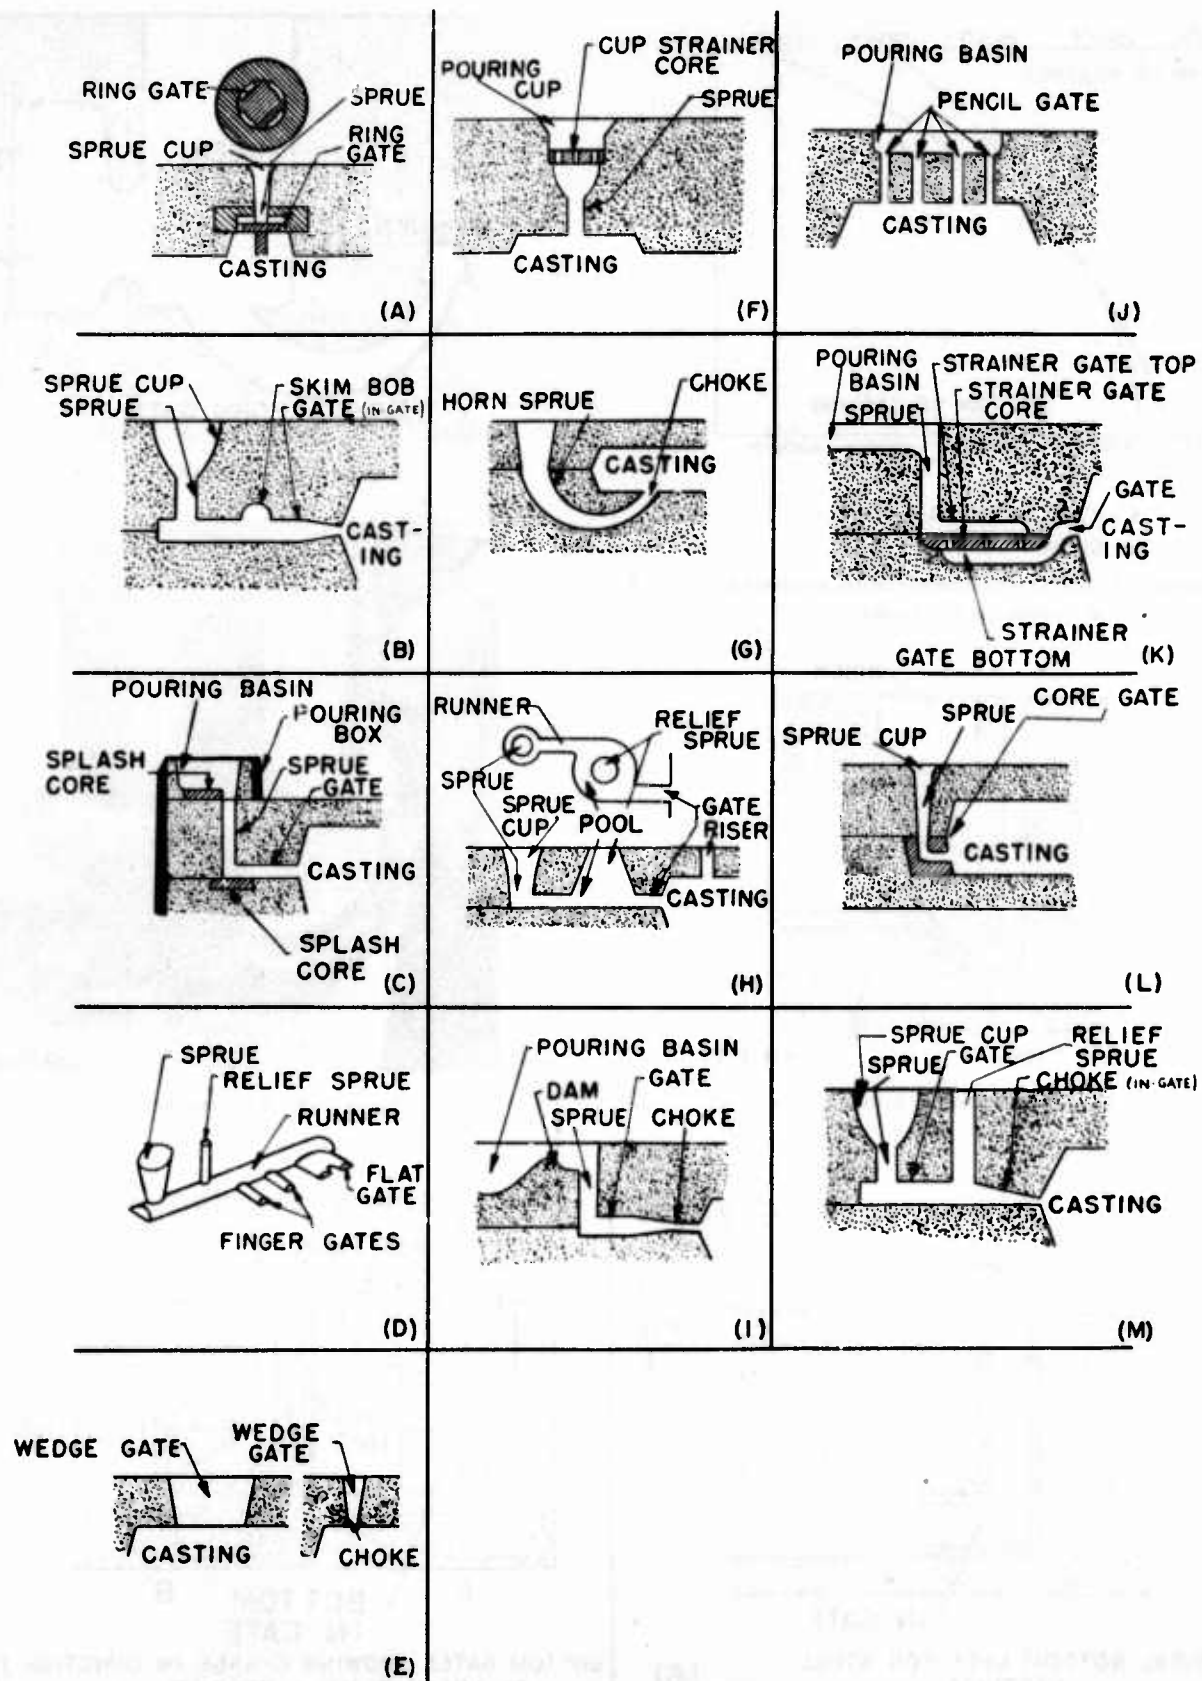 RING GATE
SPRUE
SPRUE CUP
RING
GATE
CASTING
(A)
CUP STRAINER
CORE
POURING
CUP
SPRUE
CASTING
(F)
POURING BASIN
PENCIL GATE
CASTING
(J)
SPRUE CUP
SPRUE
SKIM BOB
GATE (IN GATE)
CAST-
ING
(B)
HORN SPRUE
CHOKE
CASTING
(G)
POURING
BASIN
SPRUE
STRAINER GATE TOP
STRAINER GATE
CORE
GATE
CAST-
ING
STRAINER
GATE BOTTOM
(K)
POURING BASIN
POURING
BOX
SPLASH
CORE
SPRUE
GATE
CASTING
SPLASH
CORE
(C)
RUNNER
RELIEF
SPRUE
SPRUE
SPRUE
CUP
POOL
GATE
RISER
CASTING
(H)
CORE GATE
SPRUE
SPRUE CUP
CASTING
(L)
SPRUE
RELIEF SPRUE
RUNNER
FLAT
GATE
FINGER GATES
(D)
POURING BASIN
GATE
DAM
SPRUE
CHOKE
CASTING
(I)
SPRUE CUP
SPRUE
GATE
RELIEF
SPRUE
CHOKE (IN-GATE)
CASTING
(M)
WEDGE GATE
WEDGE
GATE
CASTING
CHOKE
(E)